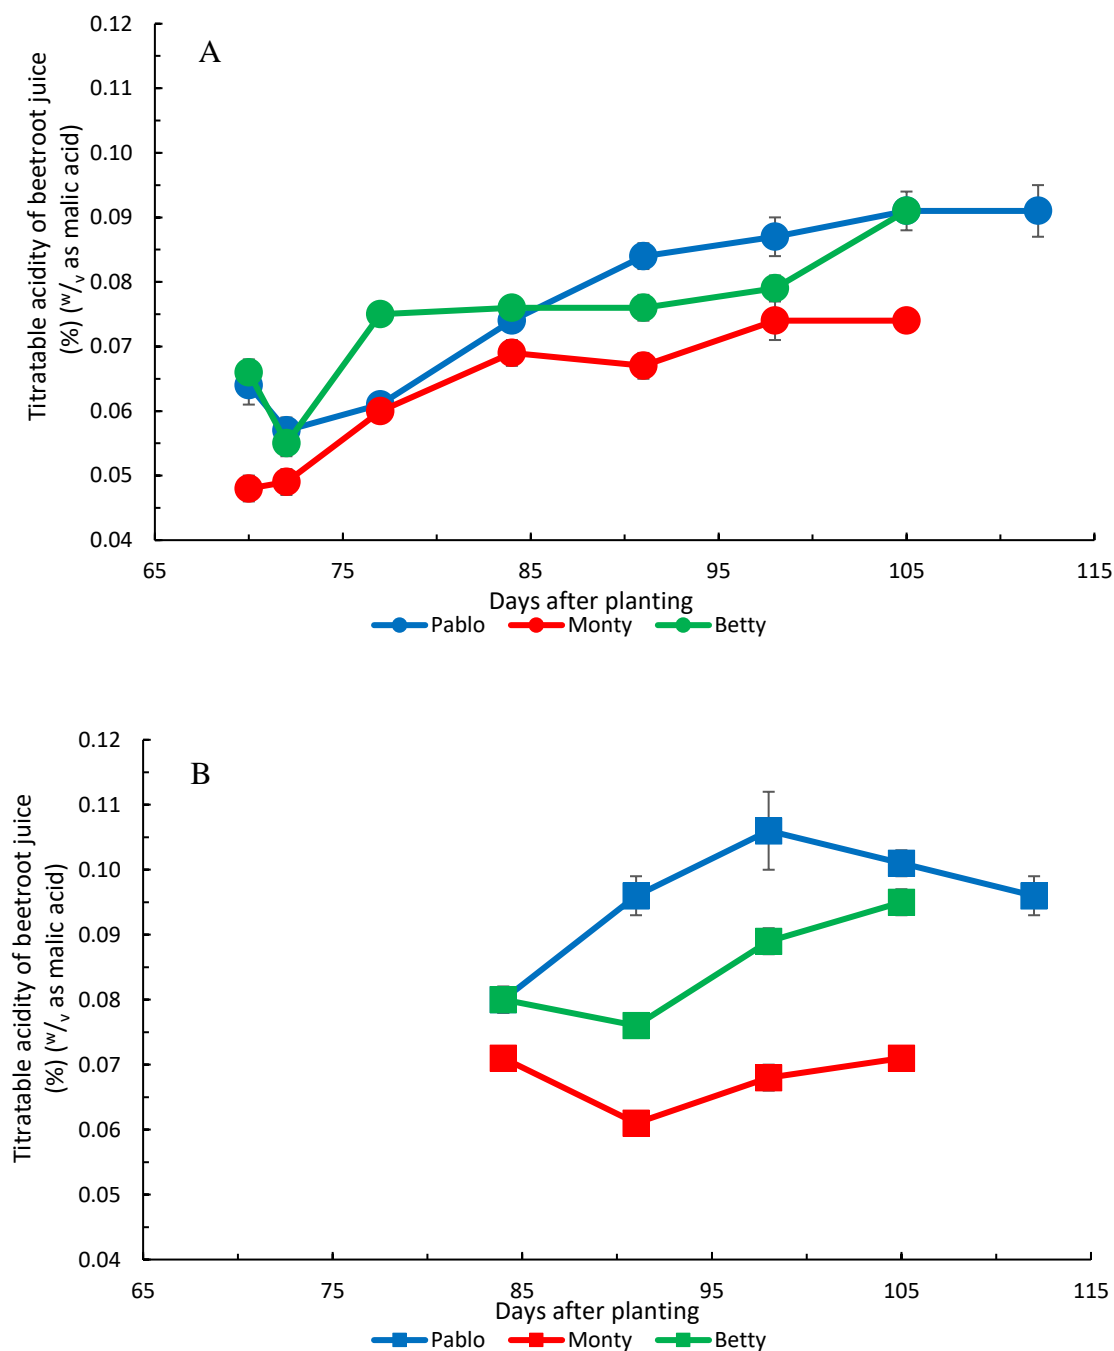 A
Titratable acidity of beetroot juice
(%) (w/v as malic acid)
0.12
0.11
0.10
0.09
0.08
0.07
0.06
0.05
0.04
65 75 85 95 105 115
Days after planting
Pablo Monty Betty
B
Titratable acidity of beetroot juice
(%) (w/v as malic acid)
0.12
0.11
0.10
0.09
0.08
0.07
0.06
0.05
0.04
65 75 85 95 105 115
Days after planting
Pablo Monty Betty